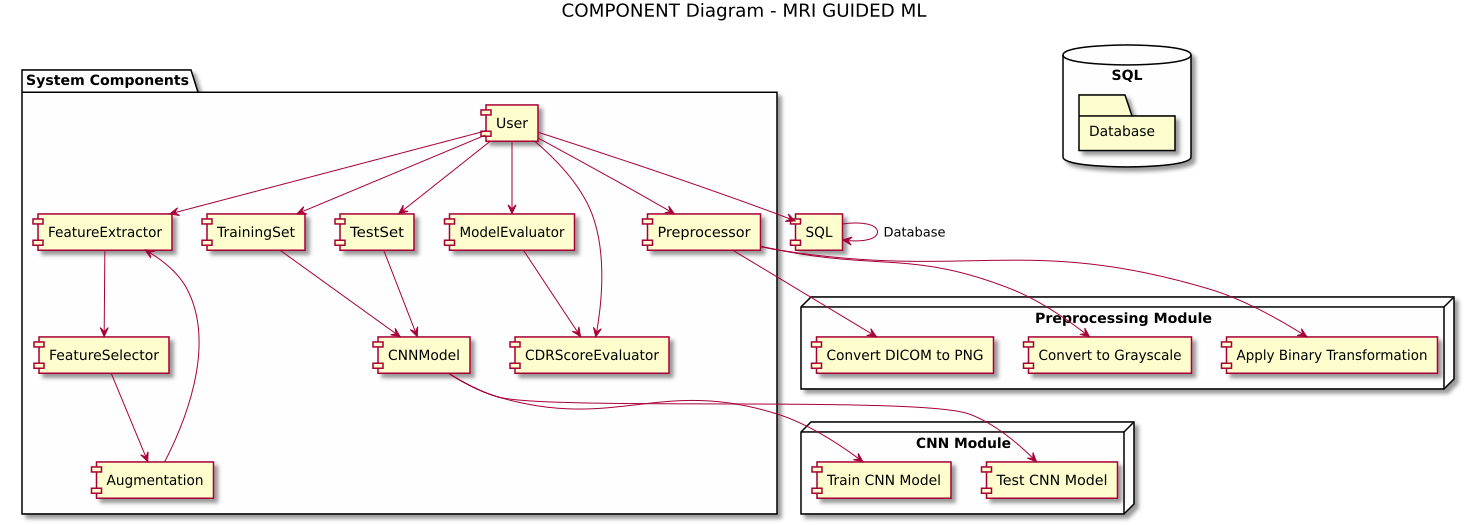 COMPONENT Diagram - MRI GUIDED ML
SQL
Database
System Components
User
FeatureExtractor
TrainingSet
TestSet
ModelEvaluator
Preprocessor
SQL
Database
Preprocessing Module
FeatureSelector
CNNModel
CDRScoreEvaluator
Convert DICOM to PNG
Convert to Grayscale
Apply Binary Transformation
CNN Module
Augmentation
Train CNN Model
Test CNN Model